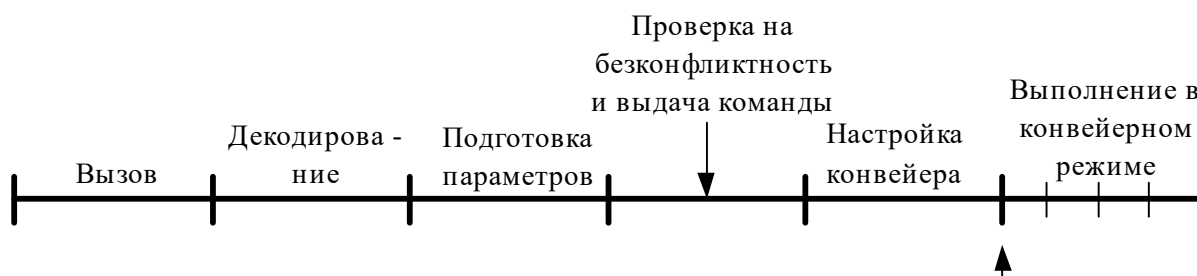 Вызов
Декодирова -
ние
Подготовка
параметров
Проверка на
безконфликтность
и выдача команды
Настройка
конвейера
Выполнение в
конвейерном
режиме